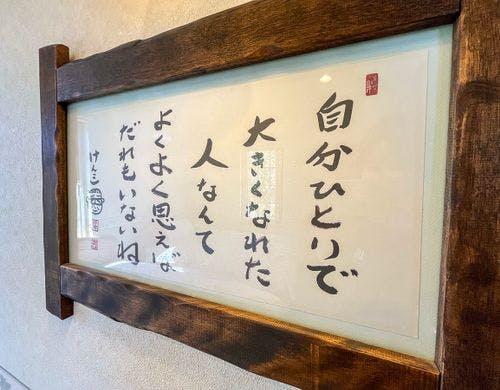 自分ひとりで
大きくなれた
人なんて
よくよく思えば
だれもいないね
けんこ